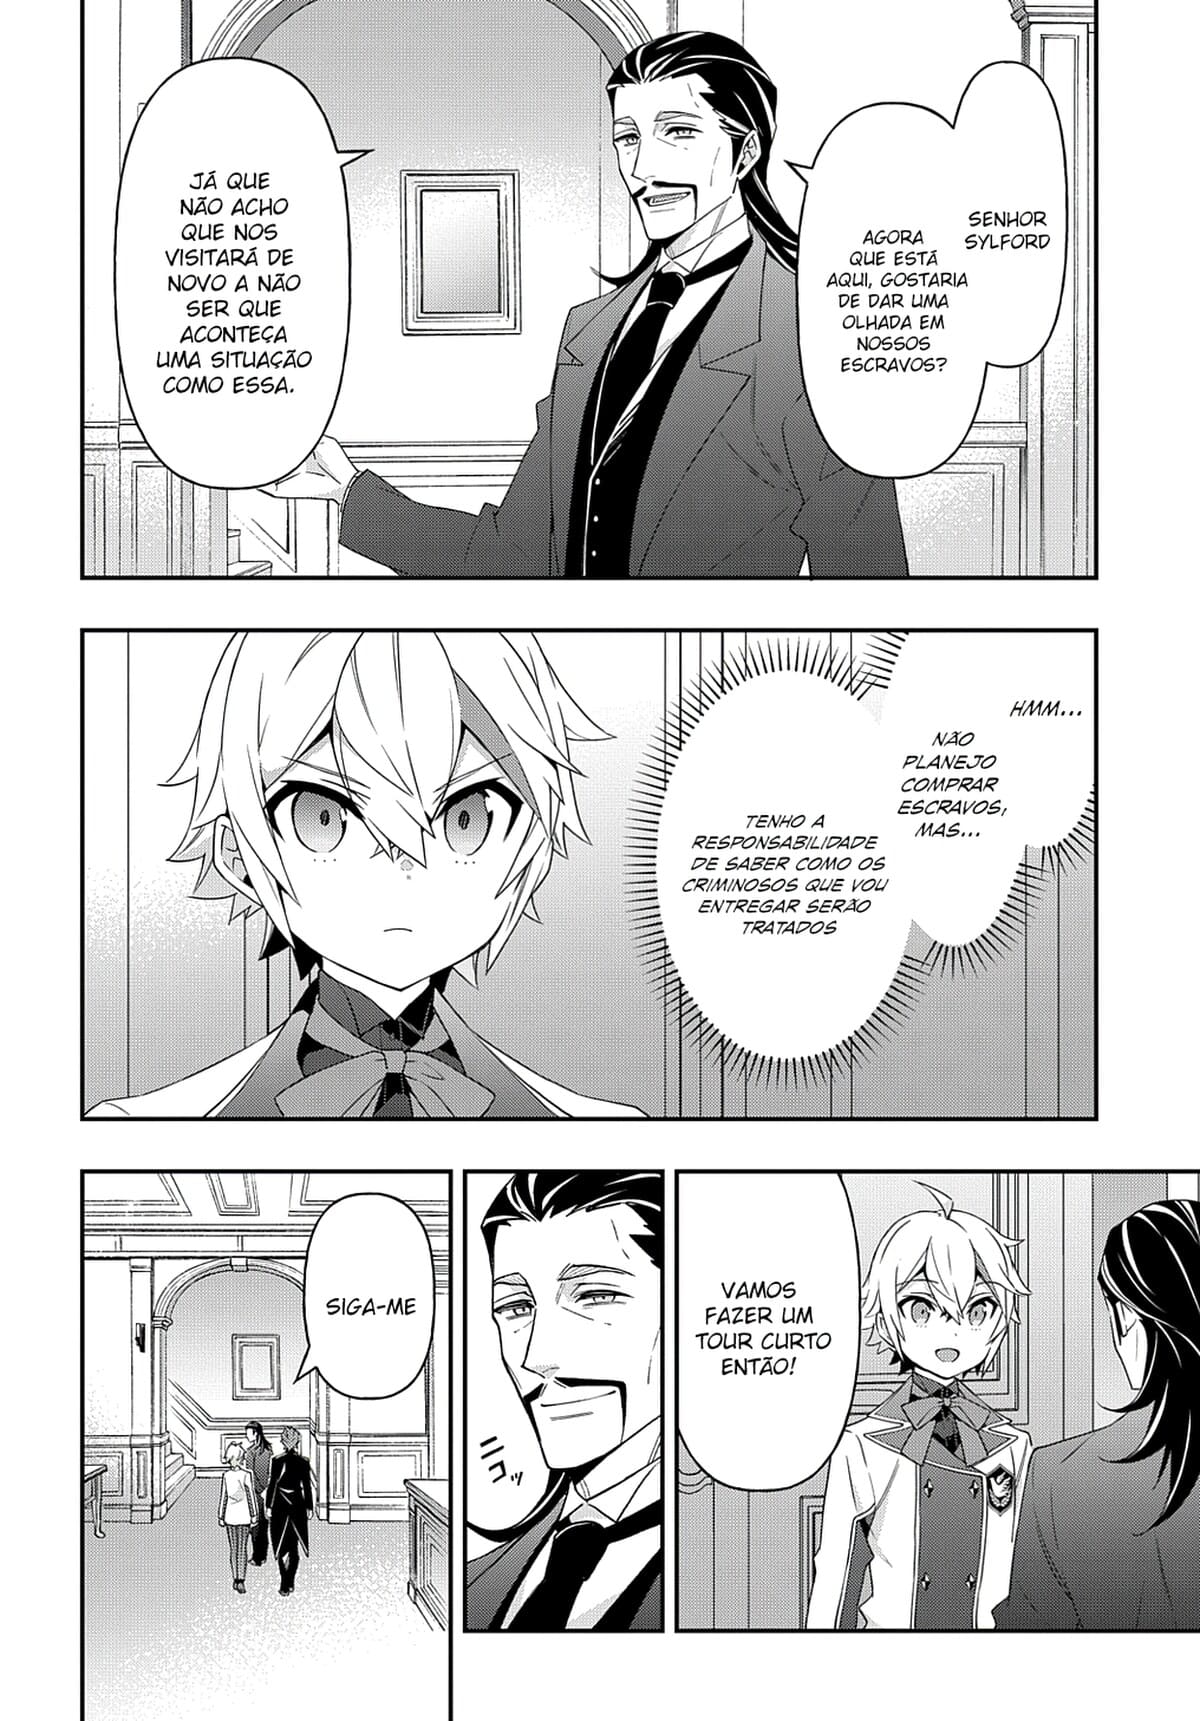 SENHOR
SYLFORD
AGORA
QUE ESTÁ
AQUI, GOSTARIA
DE DAR UMA
OLHADA EM
NOSSOS
ESCRAVOS?
JÁ QUE
NÃO ACHO
QUE NOS
VISITARÁ DE
NOVO A NÃO
SER QUE
ACONTEÇA
UMA SITUAÇÃO
COMO ESSA.
HMM...
NÃO
PLANEJO
COMPRAR
ESCRAVOS,
MAS...
TENHO A
RESPONSABILIDADE
DE SABER COMO OS
CRIMINOSOS QUE VOU
ENTREGAR SERÃO
TRATADOS
VAMOS
FAZER UM
TOUR CURTO
ENTÃO!
ニコッ
SIGA-ME